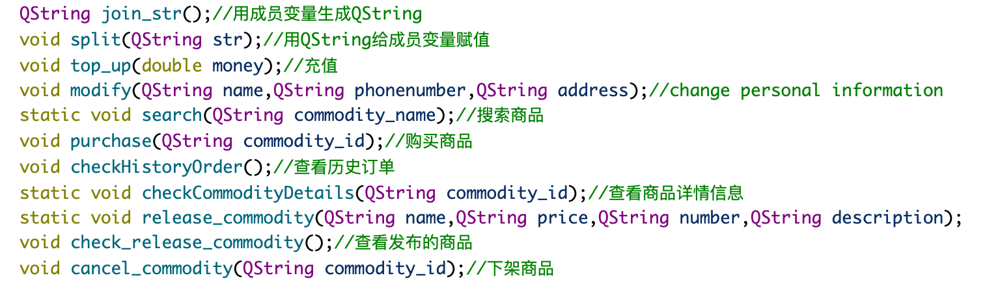 QString join_str();//用成员变量生成QString
void split(QString str);//用QString给成员变量赋值
void top_up(double money);//充值
void modify(QString name,QString phonenumber,QString address);//change personal information
static void search(QString commodity_name);//搜索商品
void purchase(QString commodity_id);//购买商品
void checkHistoryOrder();//查看历史订单
static void checkCommodityDetails(QString commodity_id);//查看商品详情信息
static void release_commodity(QString name,QString price,QString number,QString description);
void check_release_commodity();//查看发布的商品
void cancel_commodity(QString commodity_id);//下架商品